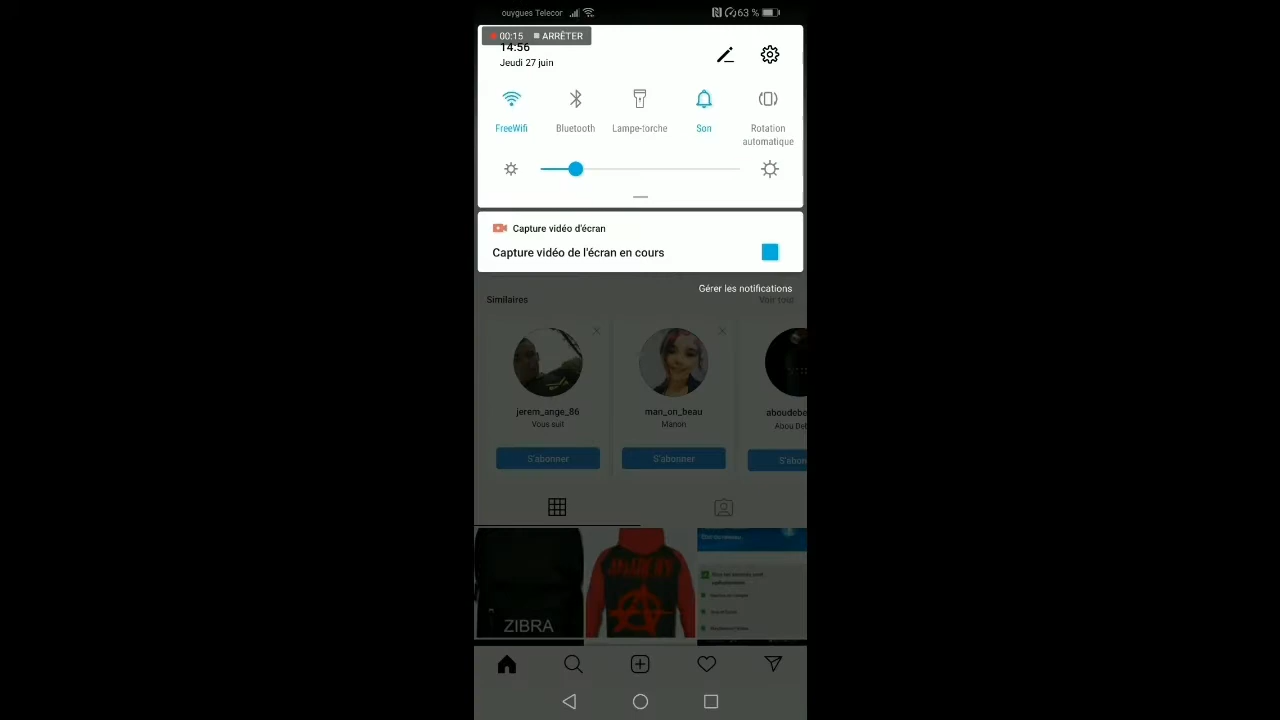 ouygues Telecor 63 %
00:15 ARRÊTER
14:56
Jeudi 27 juin
FreeWifi Bluetooth Lampe-torche Son Rotation automatique
Capture vidéo d'écran
Capture vidéo de l'écran en cours
Gérer les notifications
Similaires Voir tout
jerem_ange_86 man_on_beau aboudebe
Vous suit Manon Abou Deb
S'abonner S'abonner S'abon
ANARCHY
ZIBRA